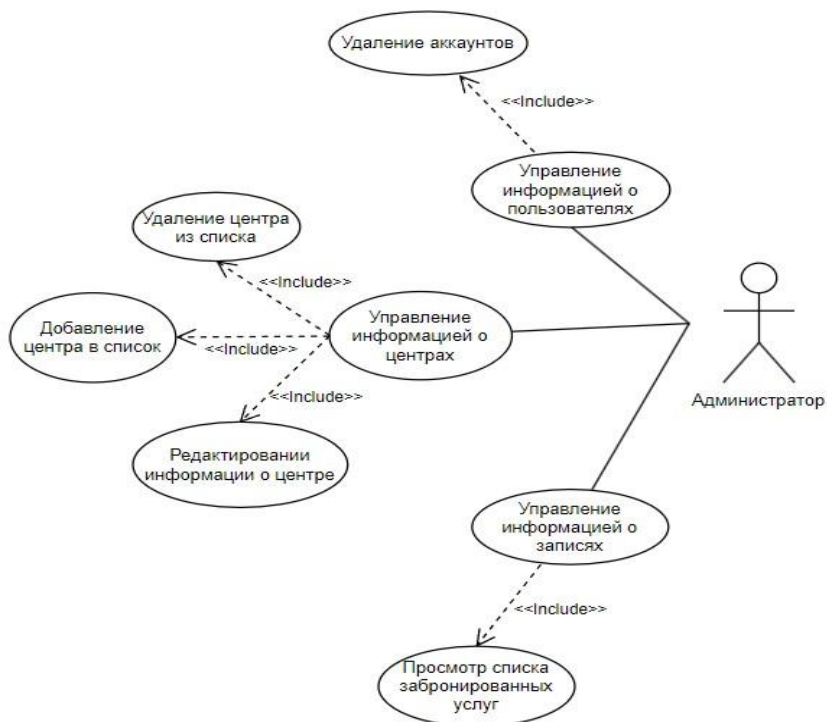 Удаление аккаунтов
<<Include>>
Управление
информацией о
пользователях
Удаление центра
из списка
<<Include>>
Добавление
центра в список
<<Include>>
Управление
информацией о
центрах
<<Include>>
Администратор
Редактировании
информации о центре
Управление
информацией о
записях
<<Include>>
Просмотр списка
забронированных
услуг